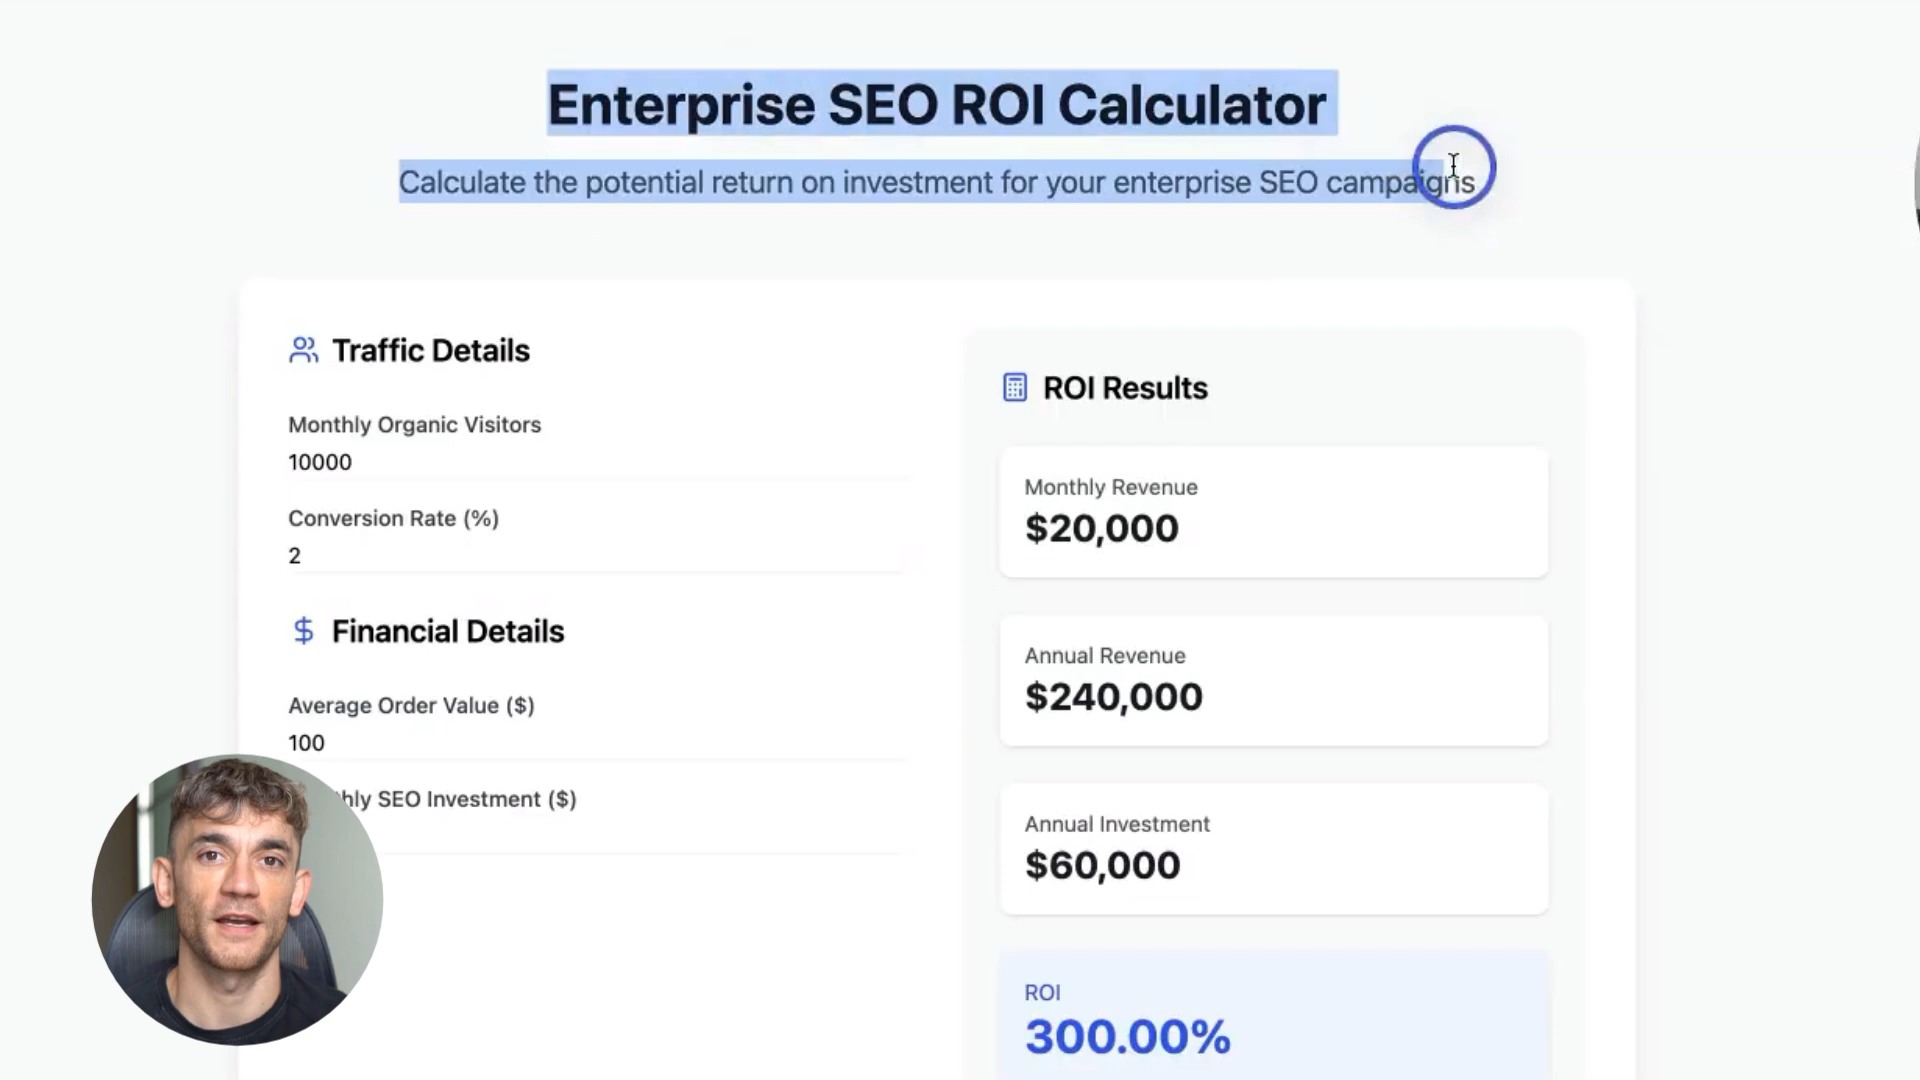 Enterprise SEO ROI Calculator
Calculate the potential return on investment for your enterprise SEO campaigns
Traffic Details
Monthly Organic Visitors
10000
Conversion Rate (%)
2
Financial Details
Average Order Value ($)
100
hly SEO Investment ($)
ROI Results
Monthly Revenue
$20,000
Annual Revenue
$240,000
Annual Investment
$60,000
ROI
300.00%